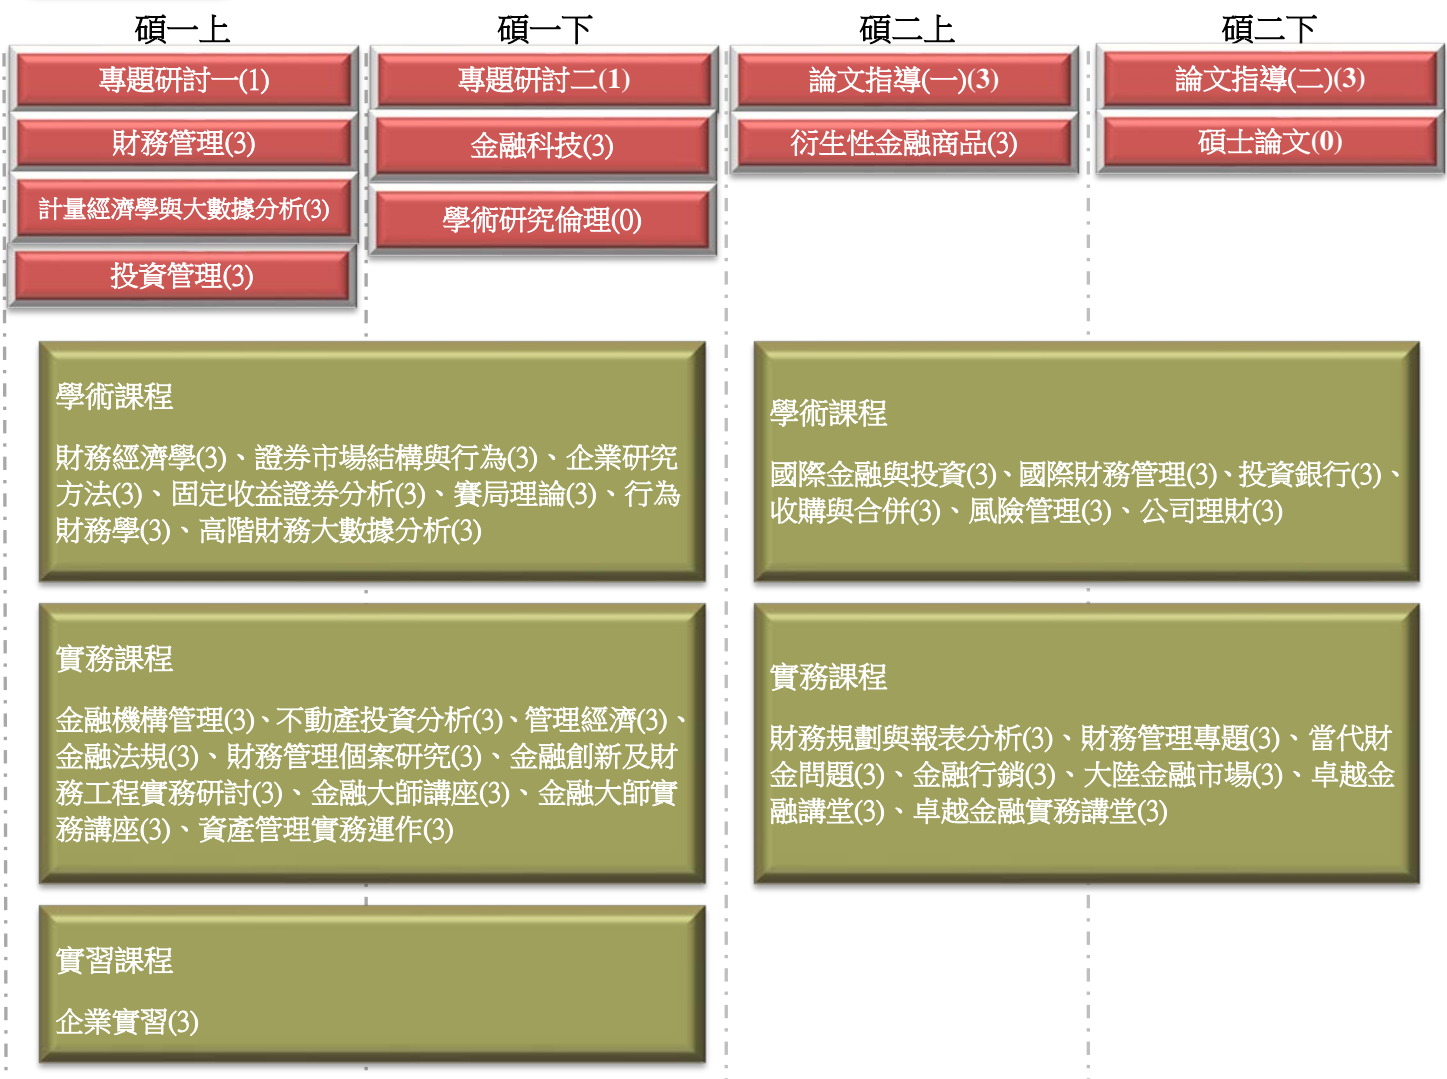 碩一上
碩一下
碩二上
碩二下
專題研討一(1)
財務管理(3)
計量經濟學與大數據分析(3)
投資管理(3)
專題研討二(1)
金融科技(3)
學術研究倫理(0)
論文指導(一)(3)
衍生性金融商品(3)
論文指導(二)(3)
碩士論文(0)
學術課程
財務經濟學(3)、證券市場結構與行為(3)、企業研究
方法(3)、固定收益證券分析(3)、賽局理論(3)、行為
財務學(3)、高階財務大數據分析(3)
學術課程
國際金融與投資(3)、國際財務管理(3)、投資銀行(3)、
收購與合併(3)、風險管理(3)、公司理財(3)
實務課程
金融機構管理(3)、不動產投資分析(3)、管理經濟(3)、
金融法規(3)、財務管理個案研究(3)、金融創新及財
務工程實務研討(3)、金融大師講座(3)、金融大師實
務講座(3)、資產管理實務運作(3)
實務課程
財務規劃與報表分析(3)、財務管理專題(3)、當代財
金問題(3)、金融行銷(3)、大陸金融市場(3)、卓越金
融講堂(3)、卓越金融實務講堂(3)
實習課程
企業實習(3)